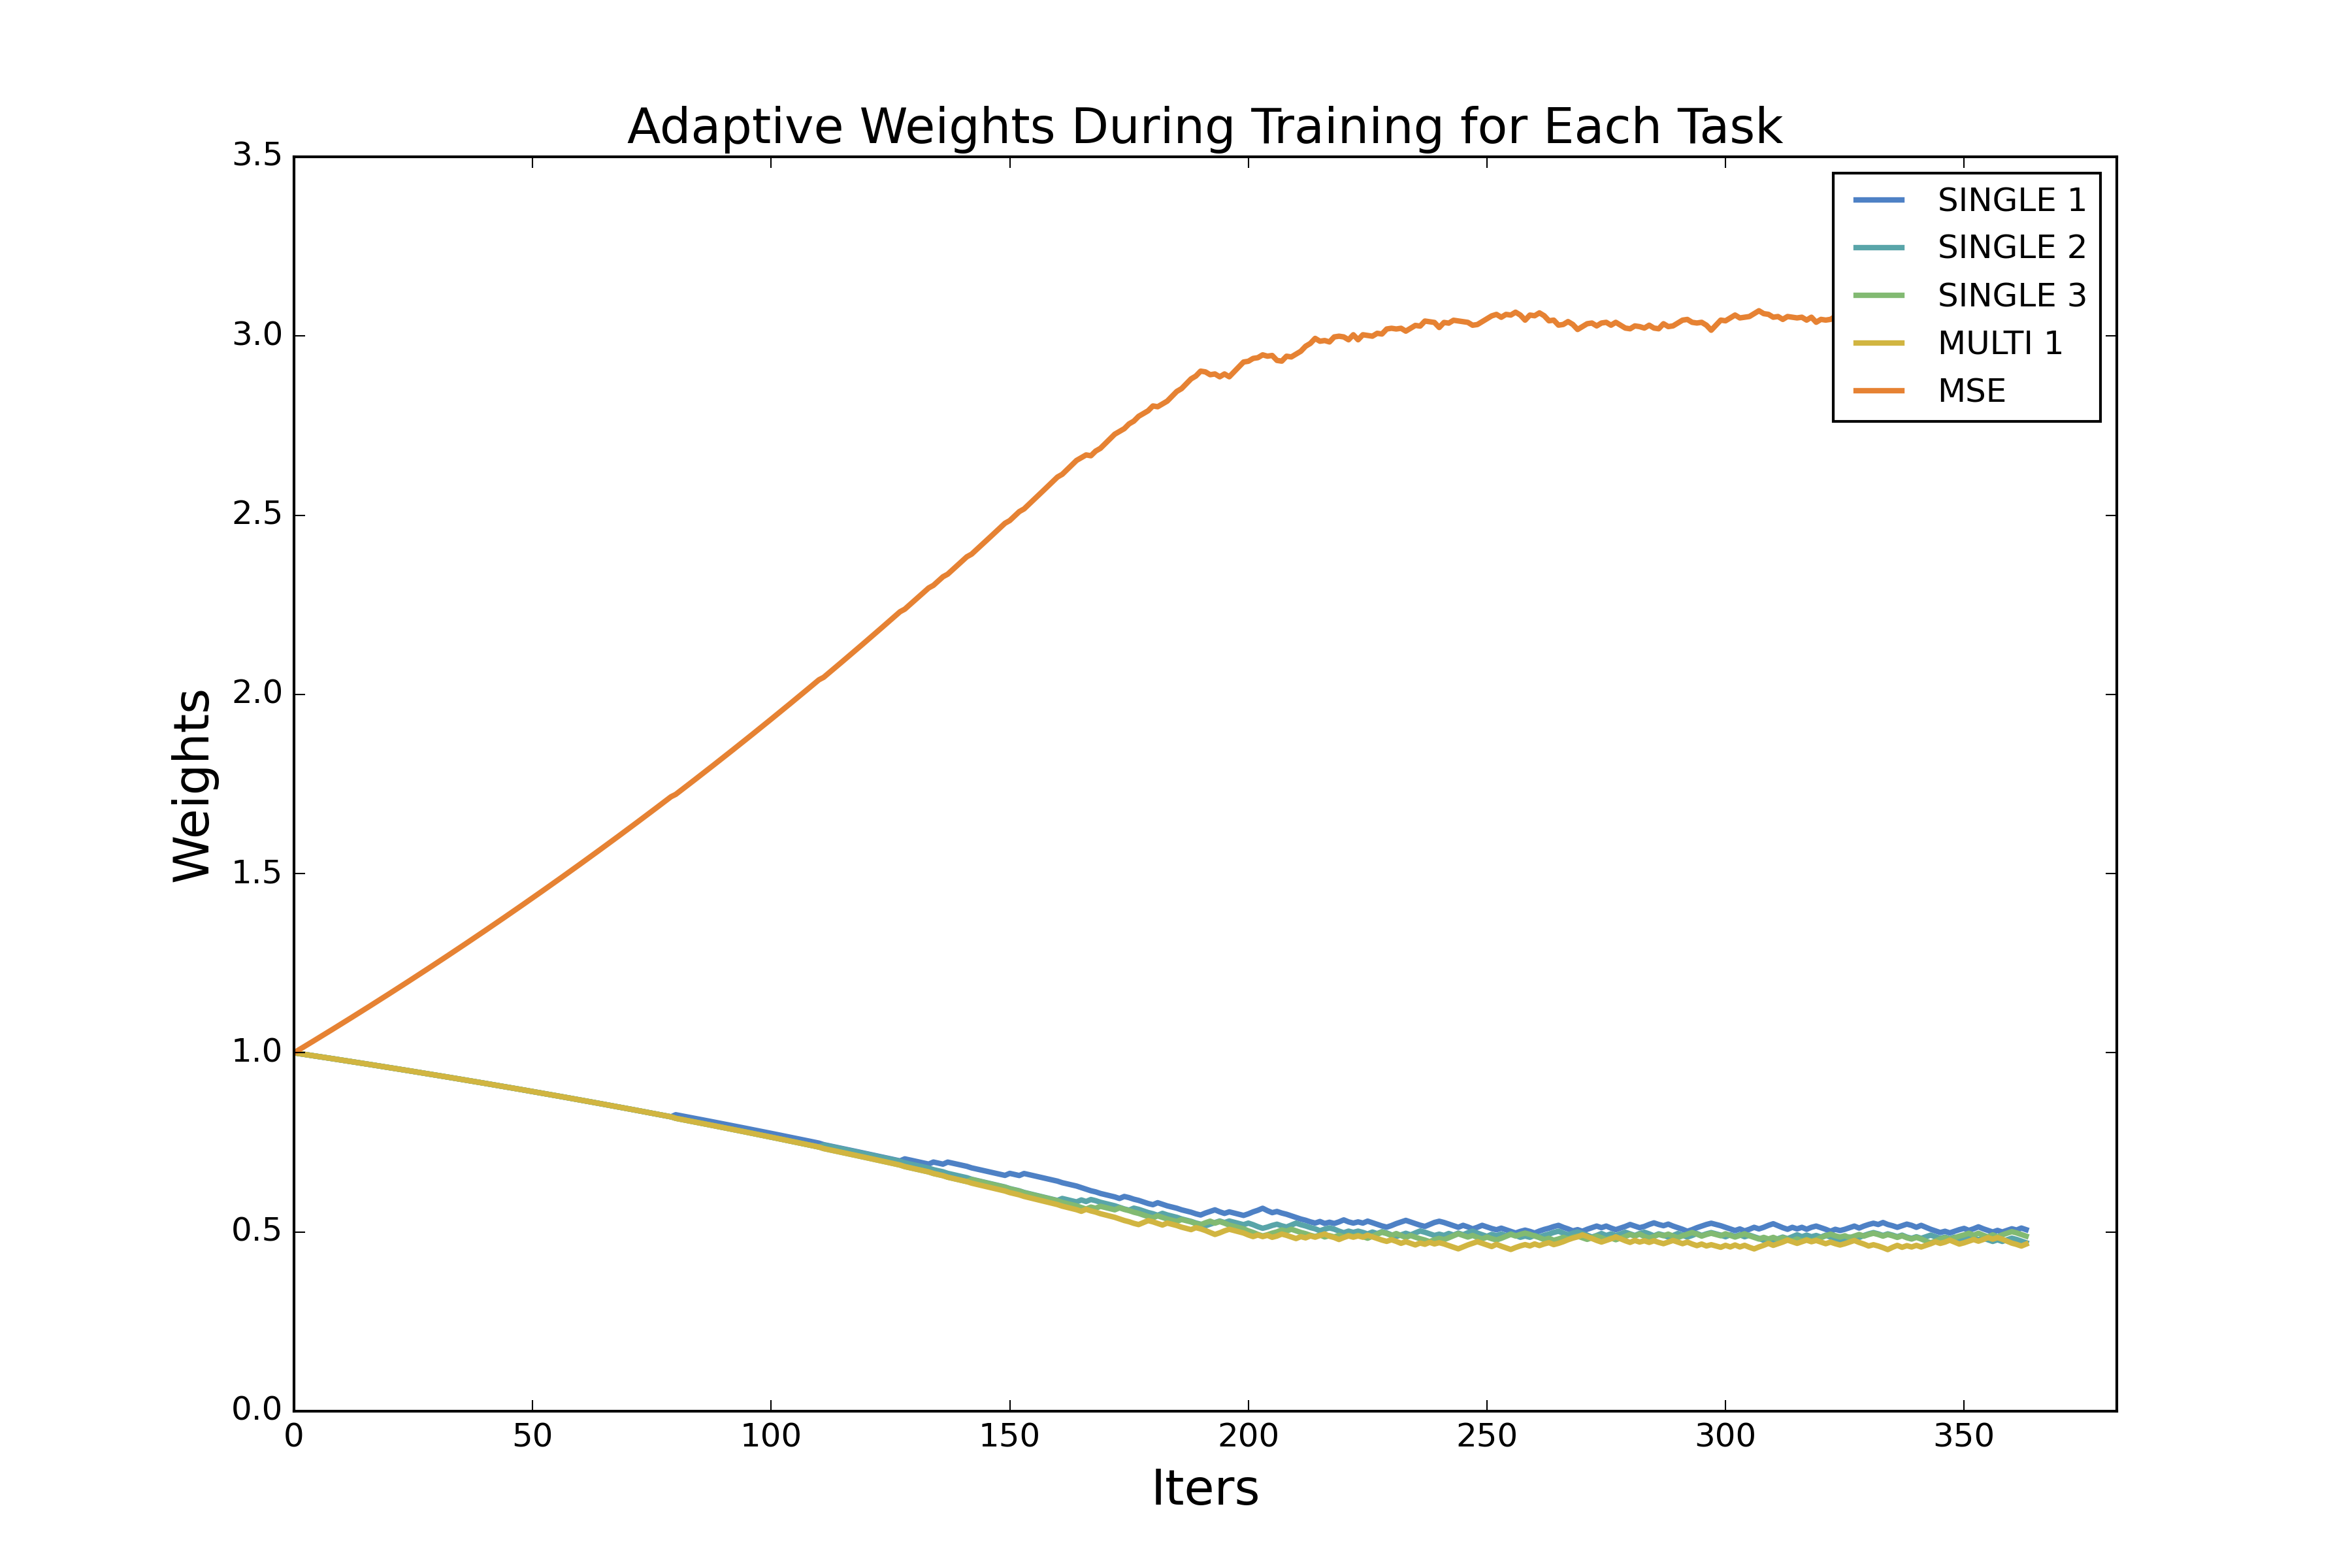 Adaptive Weights During Training for Each Task
3.5
3.0
2.5
2.0
1.5
1.0
0.5
0.0
Weights
SINGLE 1
SINGLE 2
SINGLE 3
MULTI 1
MSE
0 50 100 150 200 250 300 350
Iters